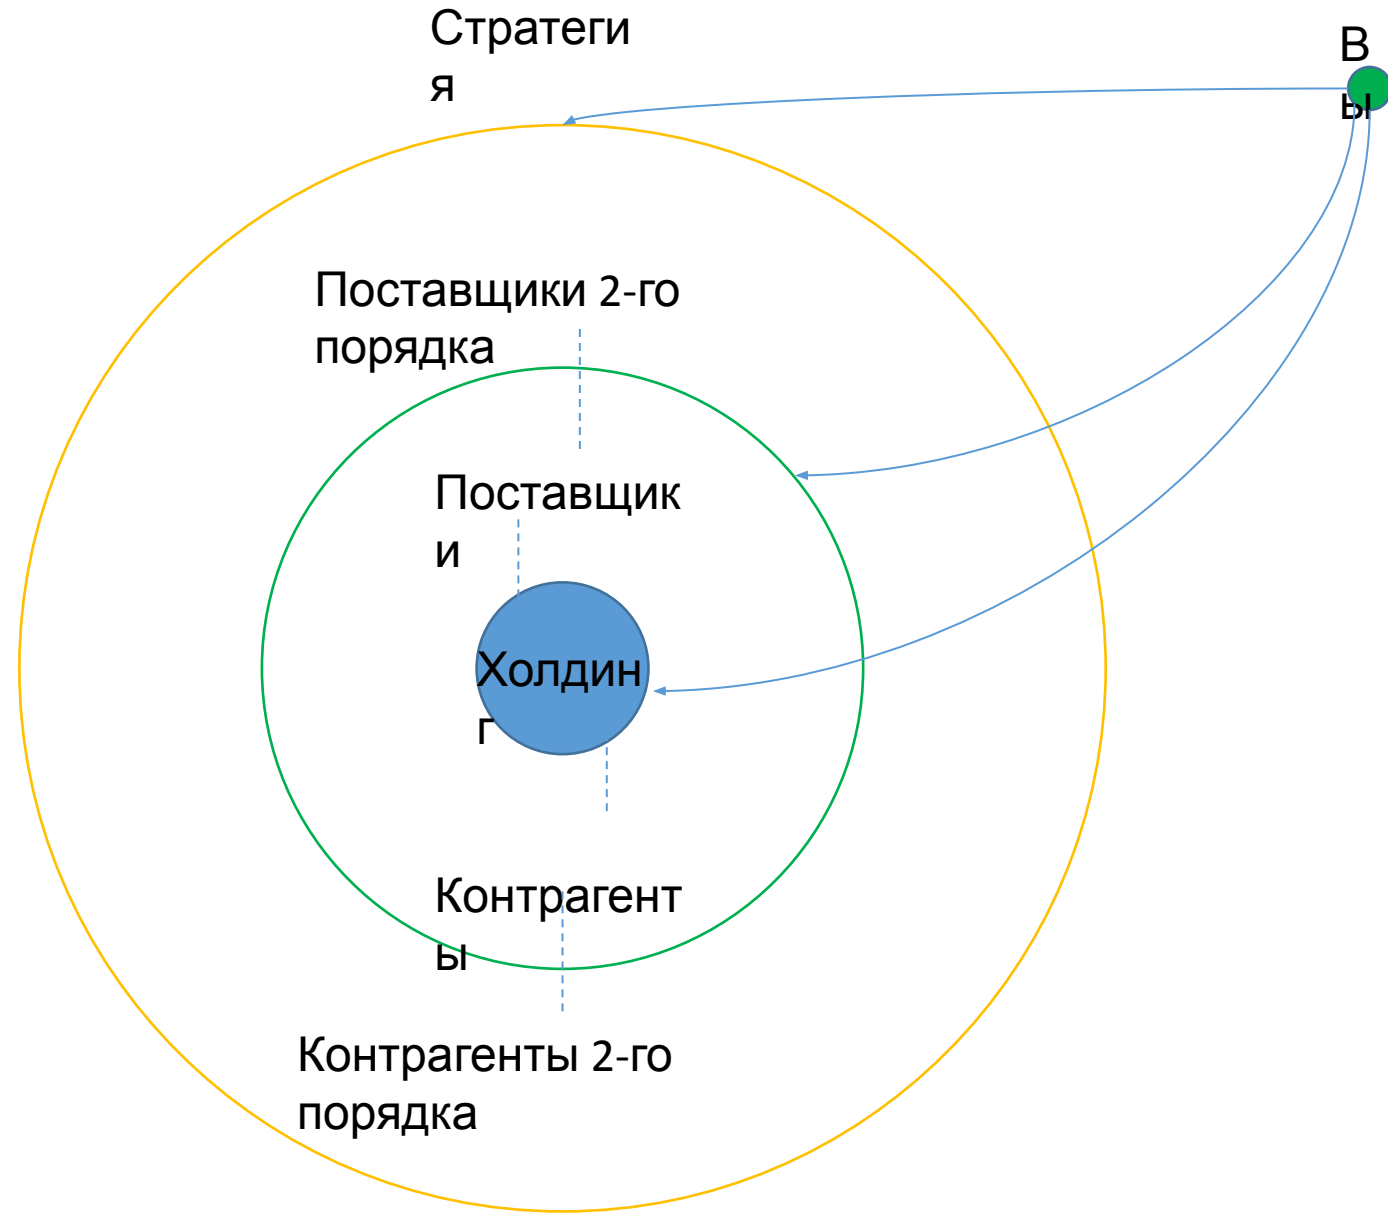 Стратеги
я
В
ы
Поставщики 2-го
порядка
Поставщик
и
Холдин
г
Контрагент
ы
Контрагенты 2-го
порядка